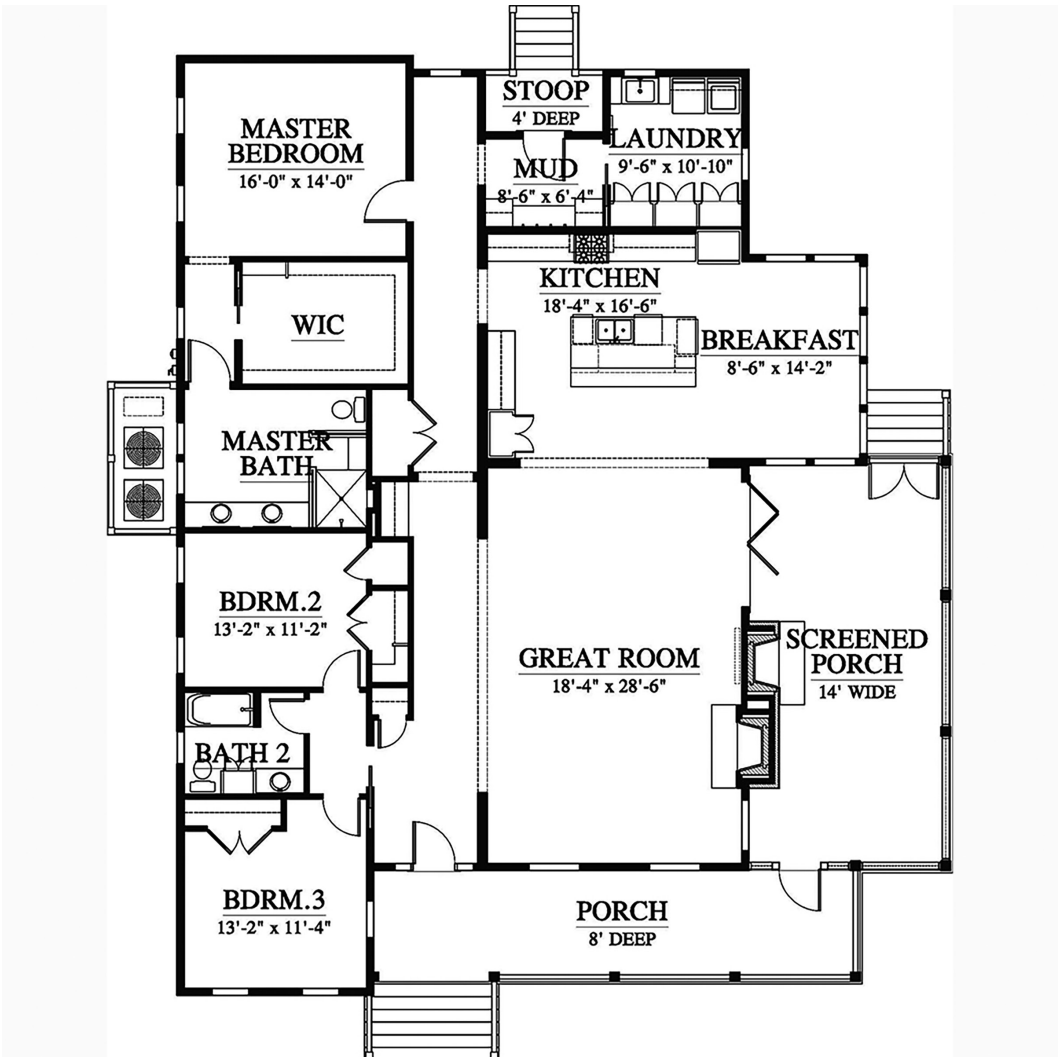 STOOP
4' DEEP
MASTER
BEDROOM
16'-0" x 14'-0"
LAUNDRY
9'-6" x 10'-10"
MUD
8'-6" x 6'-4"
KITCHEN
18'-4" x 16'-6"
WIC
BREAKFAST
8'-6" x 14'-2"
MASTER
BATH
BDRM.2
13'-2" x 11'-2"
GREAT ROOM
18'-4" x 28'-6"
SCREENED
PORCH
14' WIDE
BATH 2
BDRM.3
13'-2" x 11'-4"
PORCH
8' DEEP